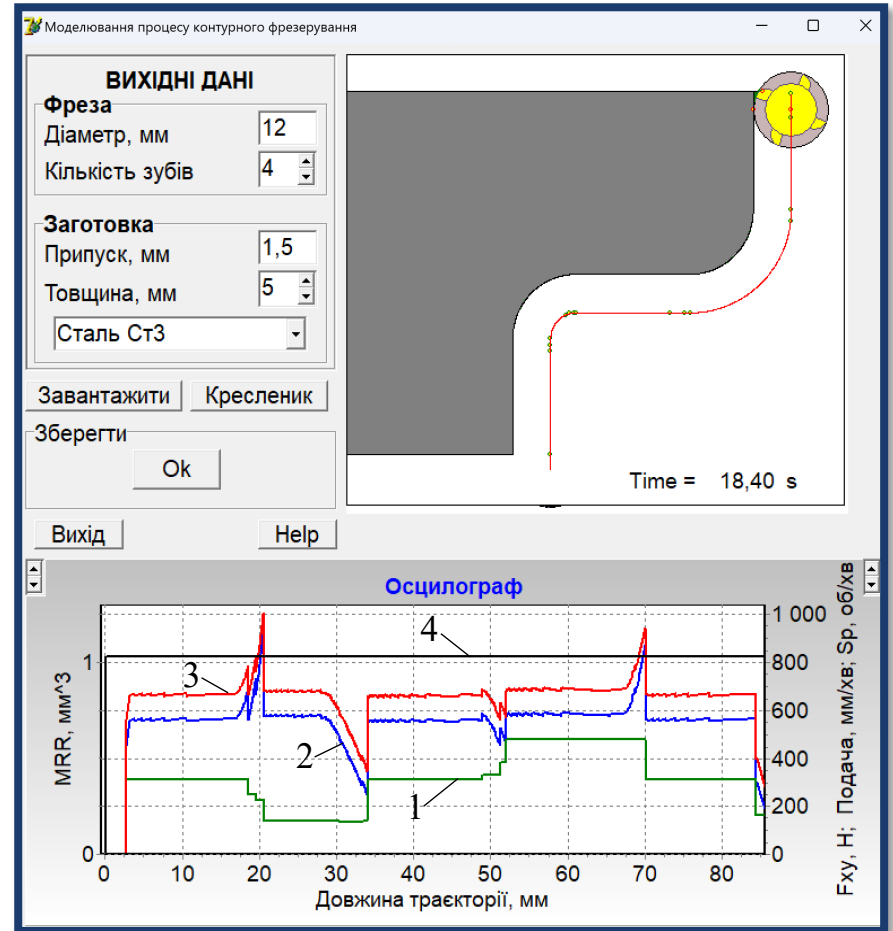 Моделювання процесу контурного фрезерування
ВИХІДНІ ДАНІ
Фреза
Діаметр, мм 12
Кількість зубів 4
Заготовка
Припуск, мм 1,5
Товщина, мм 5
Сталь Ст3
Завантажити Кресленик
Зберегти
Ok
Вихід Help
Time = 18,40 s
Осцилограф
MRR, мм^3
1
0
1 000
800
600
400
200
0
Fxy, Н; Подача, мм/хв; Sp, об/хв
4
3
2
1
0 10 20 30 40 50 60 70 80
Довжина траєкторії, мм